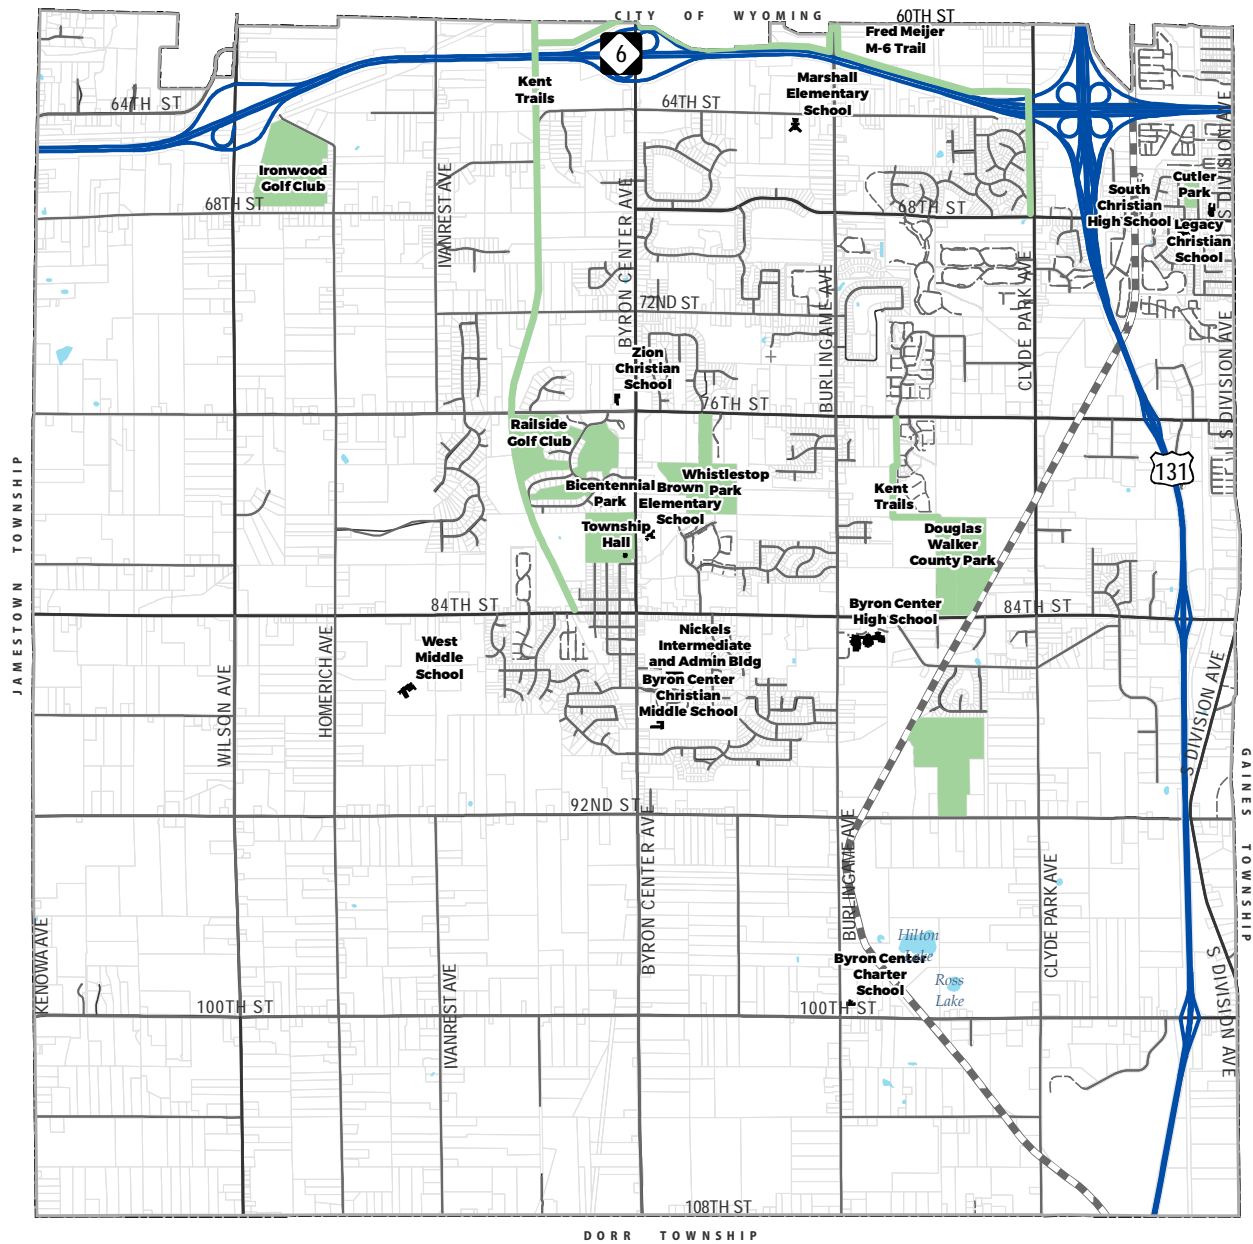 CITY OF WYOMING
60TH ST
Fred Meijer
M-6 Trail
6
Kent
Trails
Marshall
Elementary
School
64TH ST
64TH ST
S DIVISION AVE
Ironwood
Golf Club
68TH ST
IVANREST AVE
BYRON CENTER AVE
68TH ST
South
Christian
High School
Cutler
Park
Legacy
Christian
School
72ND ST
BURLINGAME AVE
CLYDE PARK AVE
S DIVISION AVE
Zion
Christian
School
76TH ST
Railside
Golf Club
131
Whistlestop
Park
Bicentennial
Park
Brown
Elementary
School
Kent
Trails
Township
Hall
Douglas
Walker
County Park
JAMESTOWN TOWNSHIP
84TH ST
84TH ST
Byron Center
High School
West
Middle
School
Nickels
Intermediate
and Admin Bldg
Byron Center
Christian
Middle School
WILSON AVE
HOMERICH AVE
S DIVISION AVE
GAINES TOWNSHIP
92ND ST
BYRON CENTER AVE
BURLINGAME AVE
CLYDE PARK AVE
KENOWA AVE
IVANREST AVE
Hilton
Lake
Byron Center
Charter
School
Ross
Lake
S DIVISION AVE
100TH ST
100TH ST
108TH ST
DORR TOWNSHIP